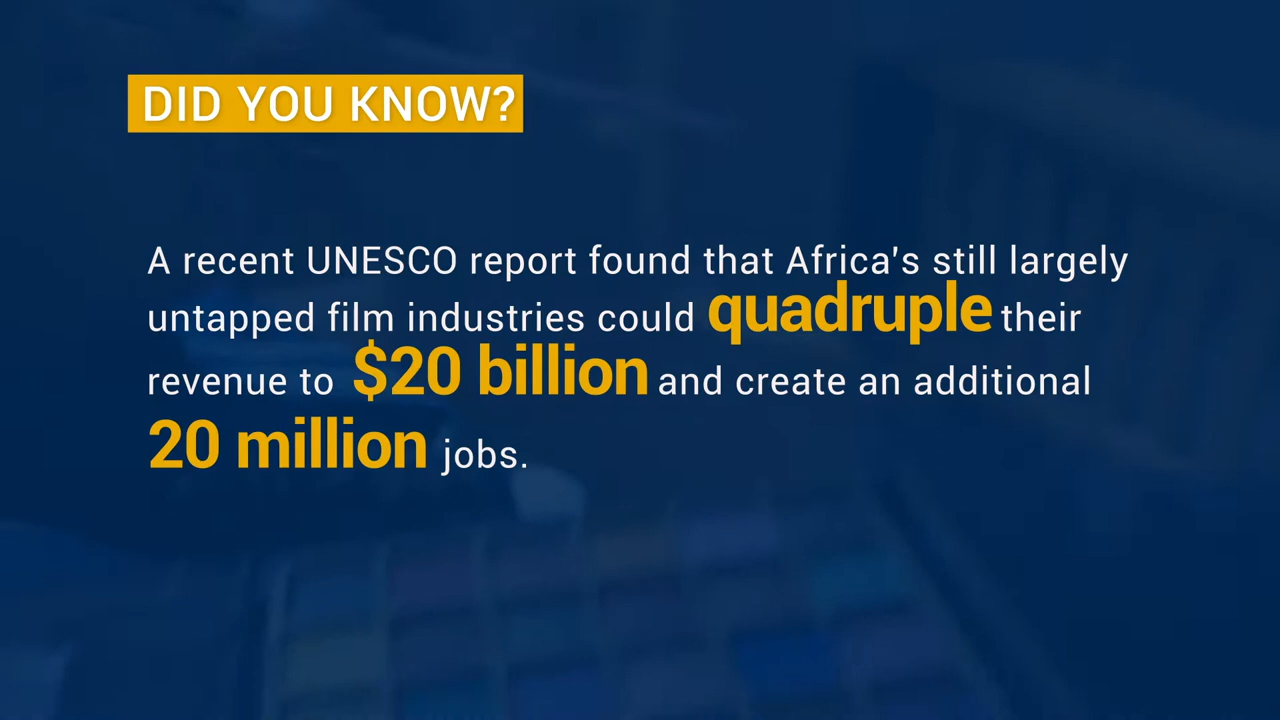 DID YOU KNOW?
A recent UNESCO report found that Africa's still largely
untapped film industries could quadruple their
revenue to $20 billion and create an additional
20 million jobs.